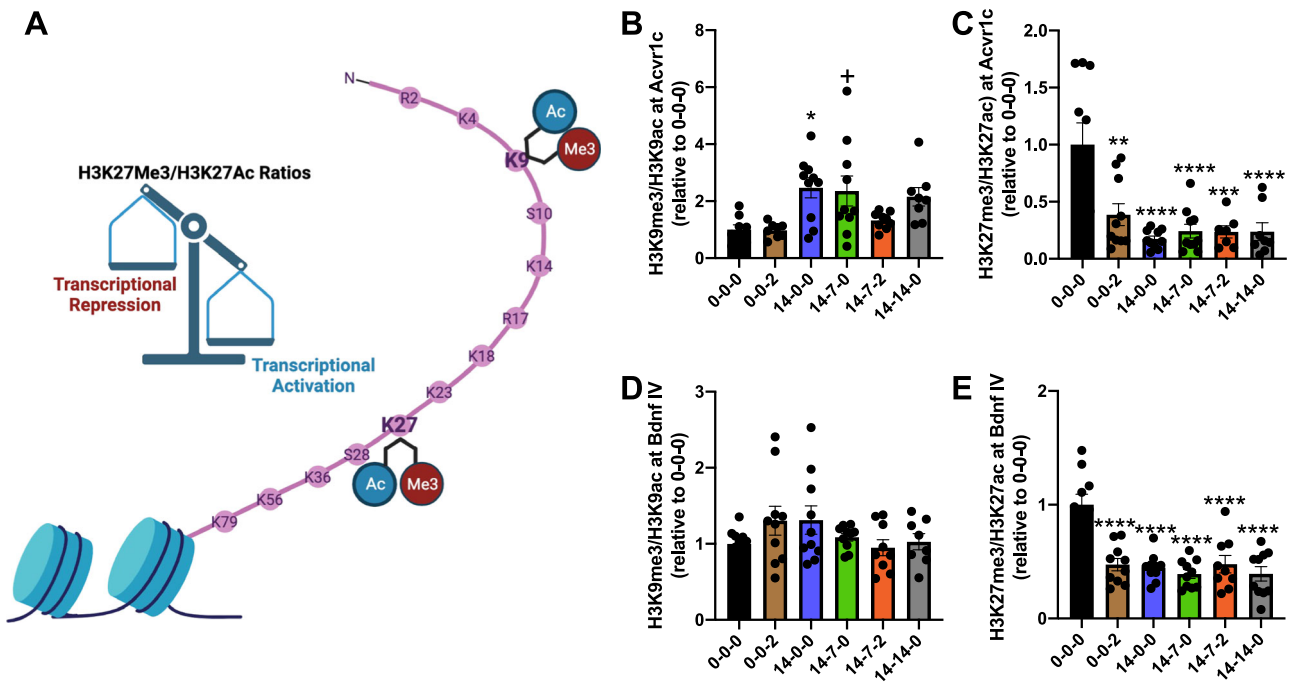 A
N
R2
K4
Ac
Me3
K9
S10
K14
R17
K18
K23
K27
S28
Ac
Me3
K36
K56
K79
H3K27Me3/H3K27Ac Ratios
Transcriptional
Repression
Transcriptional
Activation
B
H3K9me3/H3K9ac at Acvr1c
(relative to 0-0-0)
8
6
4
2
0
*
+
0-0-0
0-0-2
14-0-0
14-7-0
14-7-2
14-14-0
C
H3K27me3/H3K27ac) at Acvr1c
(relative to 0-0-0)
2.0
1.5
1.0
0.5
0.0
**
****
****
***
****
0-0-0
0-0-2
14-0-0
14-7-0
14-7-2
14-14-0
D
H3K9me3/H3K9ac at Bdnf IV
(relative to 0-0-0)
3
2
1
0
0-0-0
0-0-2
14-0-0
14-7-0
14-7-2
14-14-0
E
H3K27me3/H3K27ac at Bdnf IV
(relative to 0-0-0)
2
1
0
****
****
****
****
****
0-0-0
0-0-2
14-0-0
14-7-0
14-7-2
14-14-0